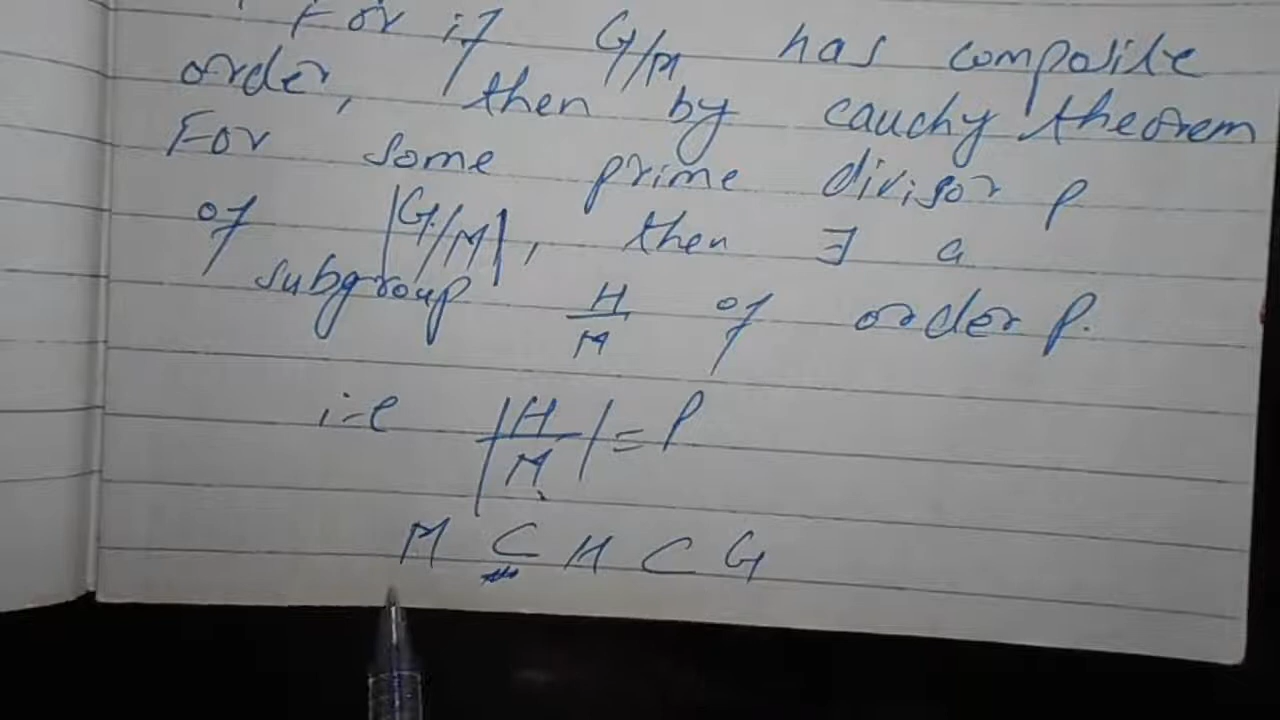 For if G/M has composite
order, then by cauchy theorem
For some prime divisor p
of |G/M|, then ∃ a
subgroup H/M of order P.
i-e |H/M| = P
M ⊂ H ⊂ G